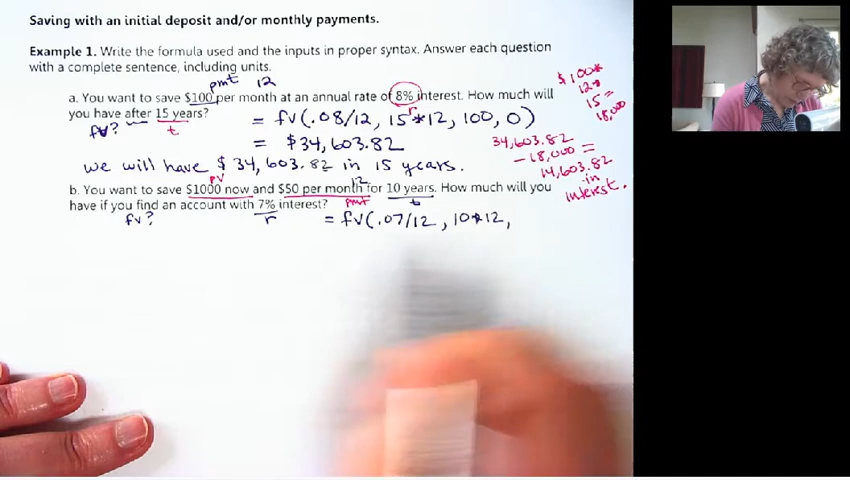 Saving with an initial deposit and/or monthly payments.
Example 1. Write the formula used and the inputs in proper syntax. Answer each question
with a complete sentence, including units.
pmt 12
a. You want to save $100 per month at an annual rate of 8% interest. How much will
you have after 15 years?
r
fv?
t
= fv(.08/12, 15*12, 100, 0)
= $34,603.82
we will have $34,603.82 in 15 years.
$100*
12*
15=
18,000
34,603.82
-18,000=
14,603.82
in
interest.
pv
12
b. You want to save $1000 now and $50 per month for 10 years. How much will you
pmt
t
have if you find an account with 7% interest?
fv?
r
= fv(.07/12, 10*12,